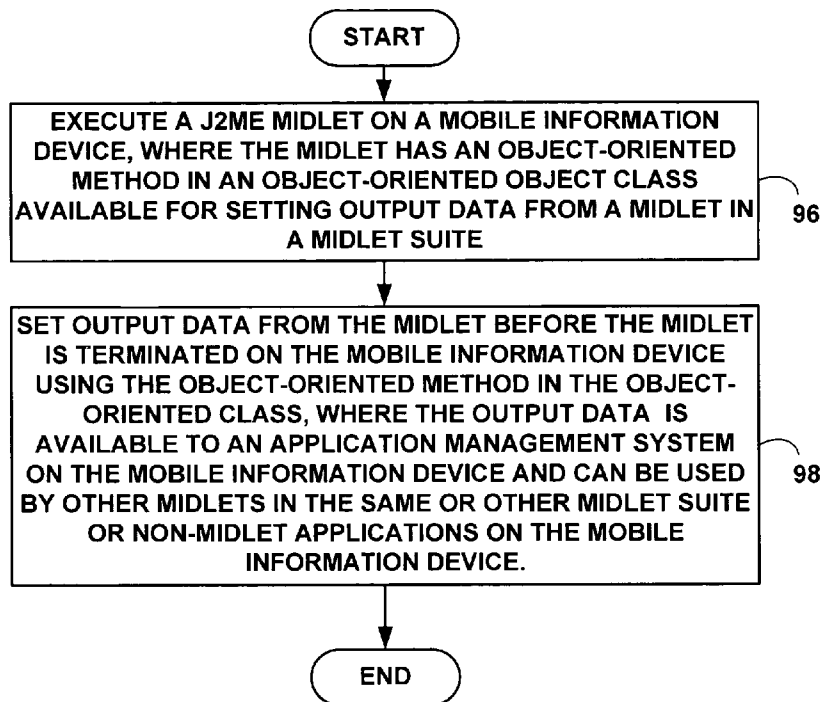 START
EXECUTE A J2ME MIDLET ON A MOBILE INFORMATION
DEVICE, WHERE THE MIDLET HAS AN OBJECT-ORIENTED
METHOD IN AN OBJECT-ORIENTED OBJECT CLASS
AVAILABLE FOR SETTING OUTPUT DATA FROM A MIDLET IN
A MIDLET SUITE
96
SET OUTPUT DATA FROM THE MIDLET BEFORE THE MIDLET
IS TERMINATED ON THE MOBILE INFORMATION DEVICE
USING THE OBJECT-ORIENTED METHOD IN THE OBJECT-
ORIENTED CLASS, WHERE THE OUTPUT DATA IS
AVAILABLE TO AN APPLICATION MANAGEMENT SYSTEM
ON THE MOBILE INFORMATION DEVICE AND CAN BE USED
BY OTHER MIDLETS IN THE SAME OR OTHER MIDLET SUITE
OR NON-MIDLET APPLICATIONS ON THE MOBILE
INFORMATION DEVICE.
98
END